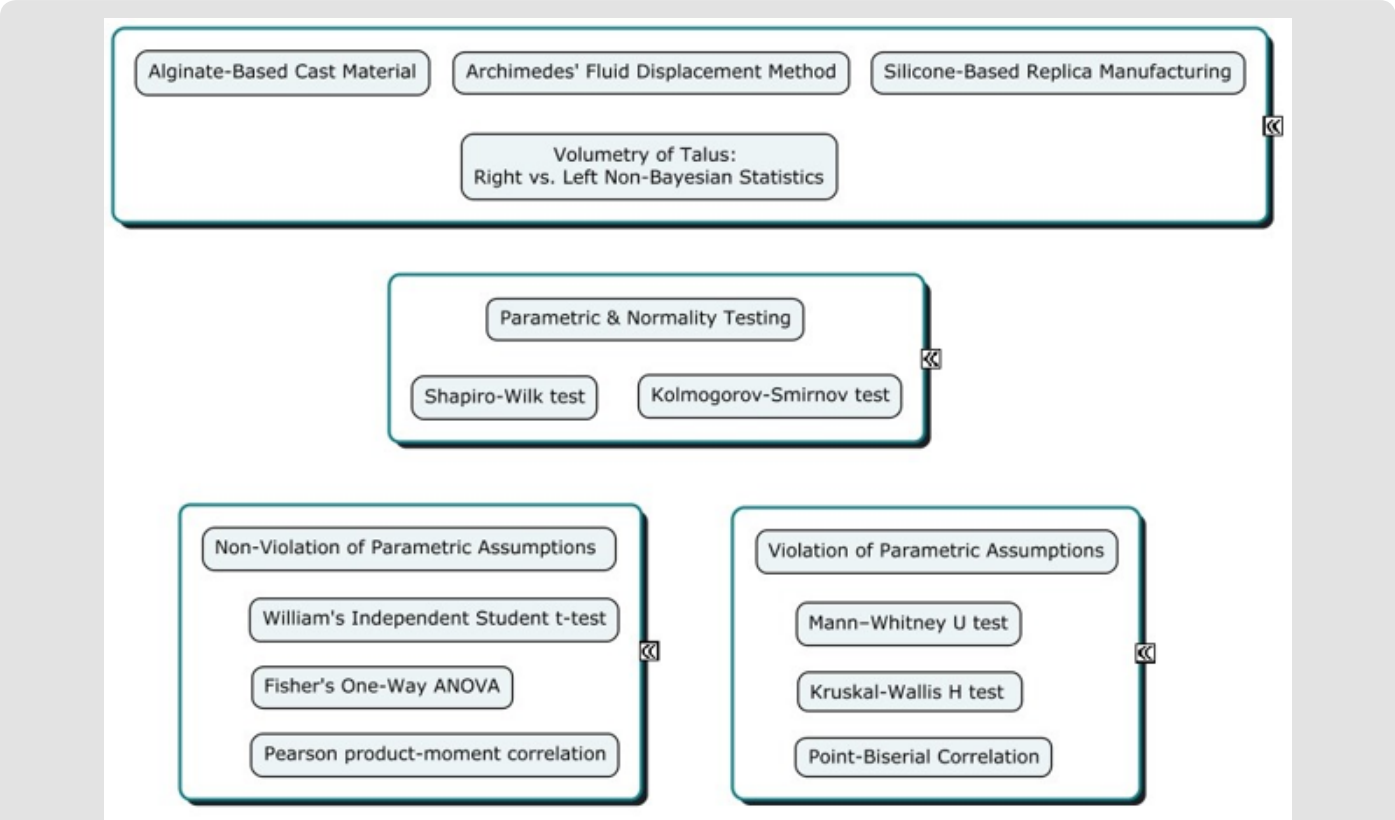 Alginate-Based Cast Material
Archimedes' Fluid Displacement Method
Silicone-Based Replica Manufacturing
Volumetry of Talus:
Right vs. Left Non-Bayesian Statistics
Parametric & Normality Testing
Shapiro-Wilk test
Kolmogorov-Smirnov test
Non-Violation of Parametric Assumptions
William's Independent Student t-test
Fisher's One-Way ANOVA
Pearson product-moment correlation
Violation of Parametric Assumptions
Mann–Whitney U test
Kruskal-Wallis H test
Point-Biserial Correlation